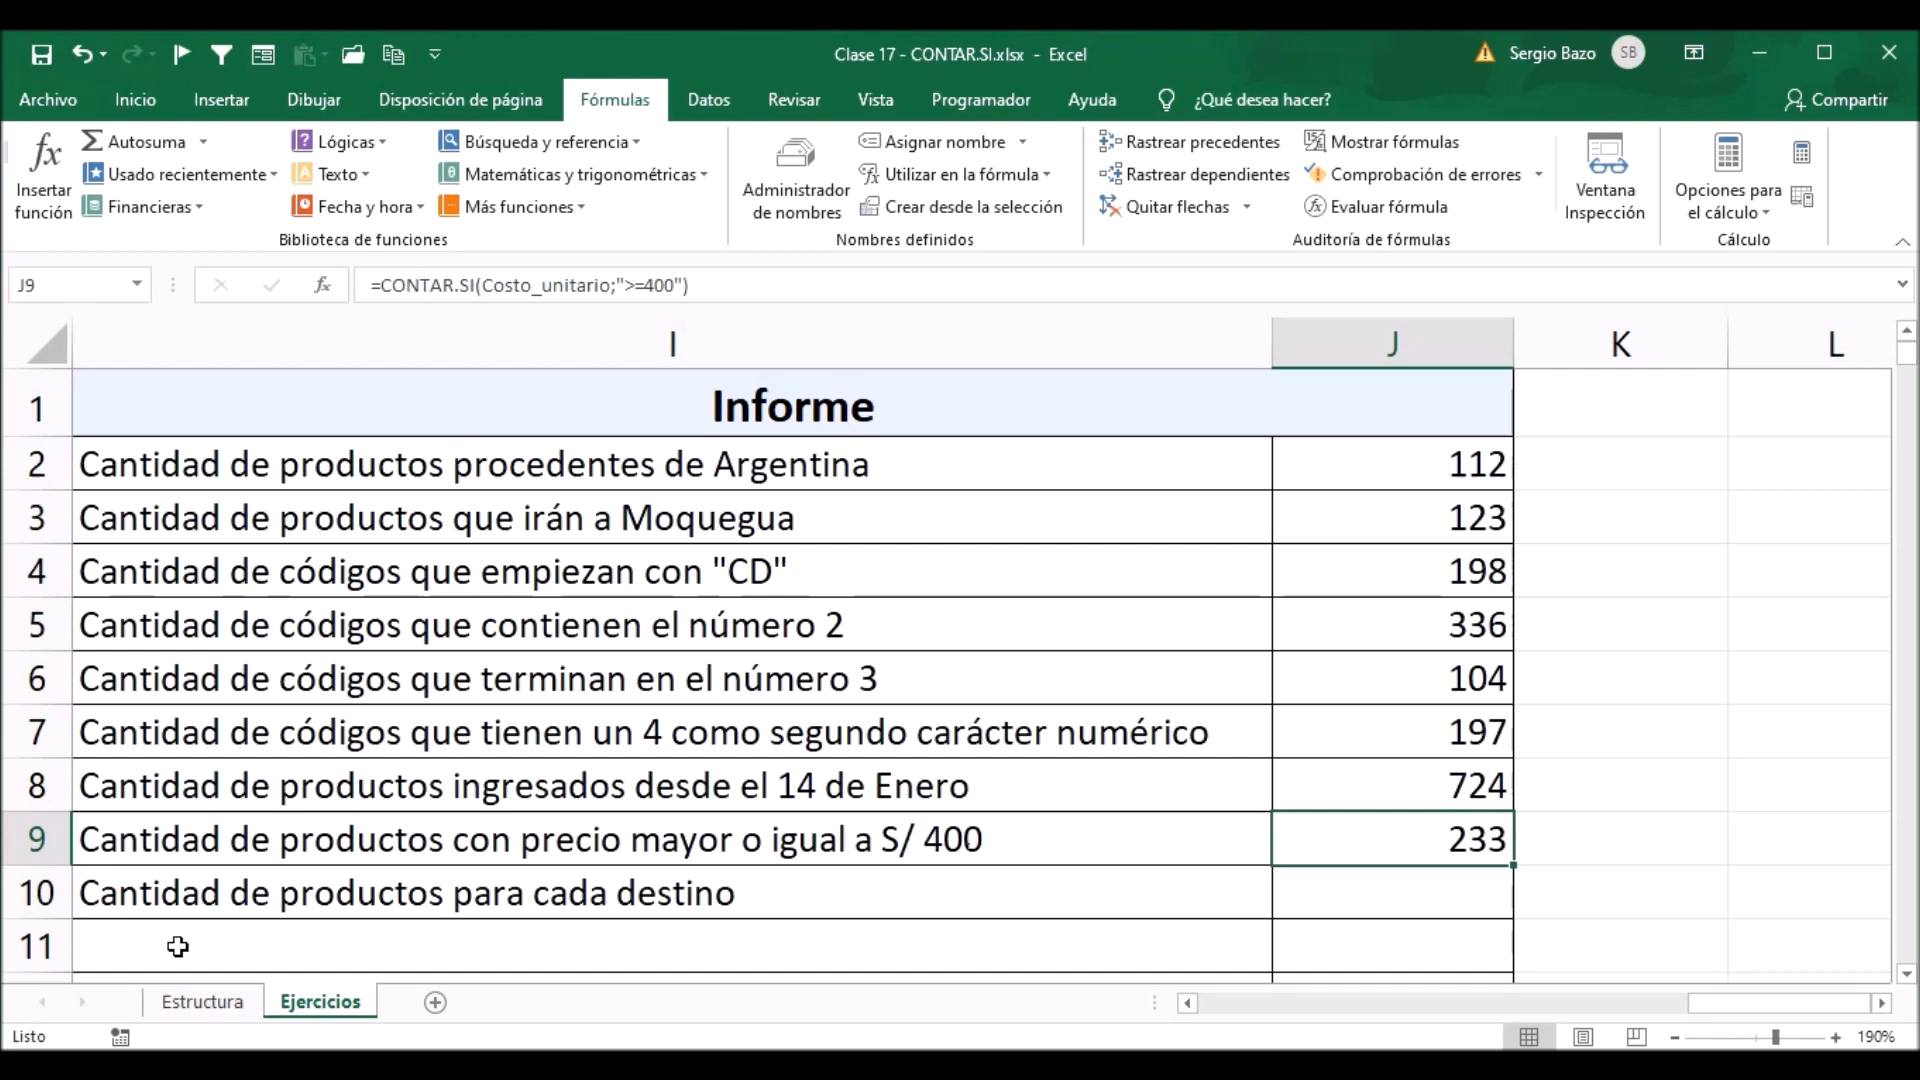 Clase 17 - CONTAR.SI.xlsx - Excel
Sergio Bazo SB
Archivo Inicio Insertar Dibujar Disposición de página Fórmulas Datos Revisar Vista Programador Ayuda ¿Qué desea hacer? Compartir
fx Insertar función
Autosuma
Usado recientemente
Financieras
Lógicas
Texto
Fecha y hora
Búsqueda y referencia
Matemáticas y trigonométricas
Más funciones
Biblioteca de funciones
Administrador de nombres
Asignar nombre
Utilizar en la fórmula
Crear desde la selección
Nombres definidos
Rastrear precedentes
Rastrear dependientes
Quitar flechas
Mostrar fórmulas
Comprobación de errores
Evaluar fórmula
Auditoría de fórmulas
Ventana Inspección
Opciones para el cálculo
Cálculo
J9 fx =CONTAR.SI(Costo_unitario;">=400")
I J K L
1 Informe
2 Cantidad de productos procedentes de Argentina 112
3 Cantidad de productos que irán a Moquegua 123
4 Cantidad de códigos que empiezan con "CD" 198
5 Cantidad de códigos que contienen el número 2 336
6 Cantidad de códigos que terminan en el número 3 104
7 Cantidad de códigos que tienen un 4 como segundo carácter numérico 197
8 Cantidad de productos ingresados desde el 14 de Enero 724
9 Cantidad de productos con precio mayor o igual a S/ 400 233
10 Cantidad de productos para cada destino
11
Estructura Ejercicios
Listo 190%